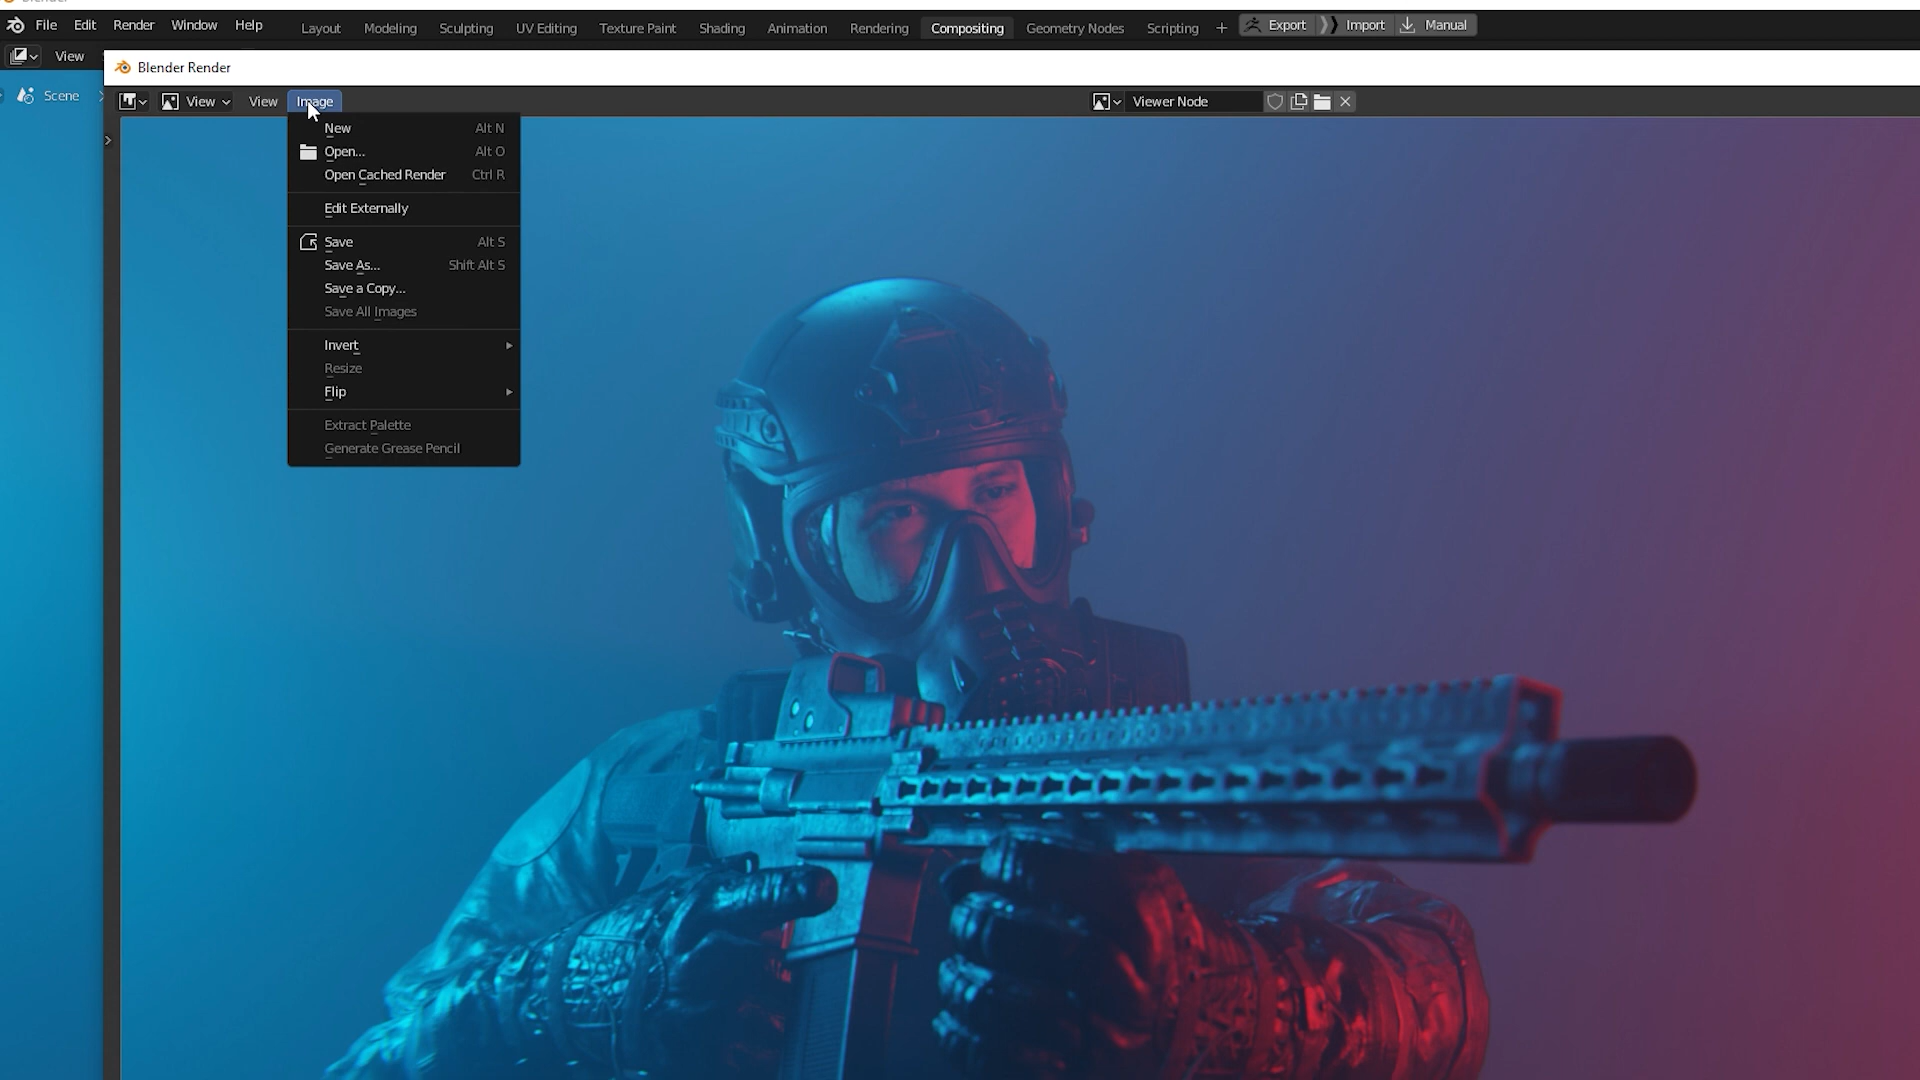 File Edit Render Window Help Layout Modeling Sculpting UV Editing Texture Paint Shading Animation Rendering Compositing Geometry Nodes Scripting + Export Import Manual
View
Blender Render
Scene
View View Image Viewer Node
New Alt N
Open... Alt O
Open Cached Render Ctrl R
Edit Externally
Save Alt S
Save As... Shift Alt S
Save a Copy...
Save All Images
Invert
Resize
Flip
Extract Palette
Generate Grease Pencil